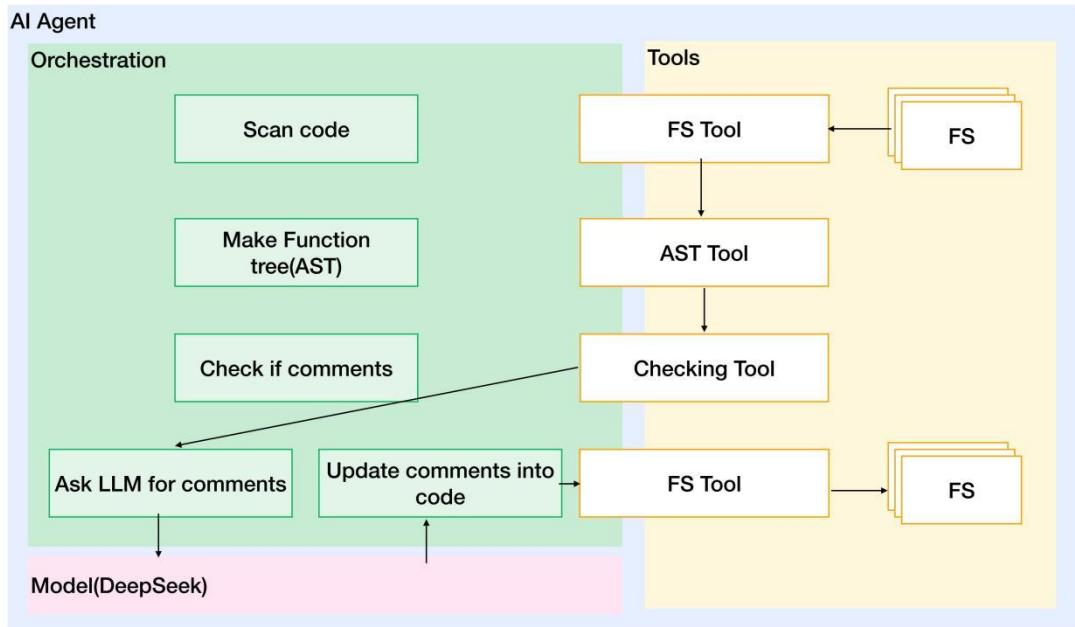 AI Agent
Orchestration
Tools
Scan code
FS Tool
FS
Make Function
tree(AST)
AST Tool
Check if comments
Checking Tool
Ask LLM for comments
Update comments into
code
FS Tool
FS
Model(DeepSeek)